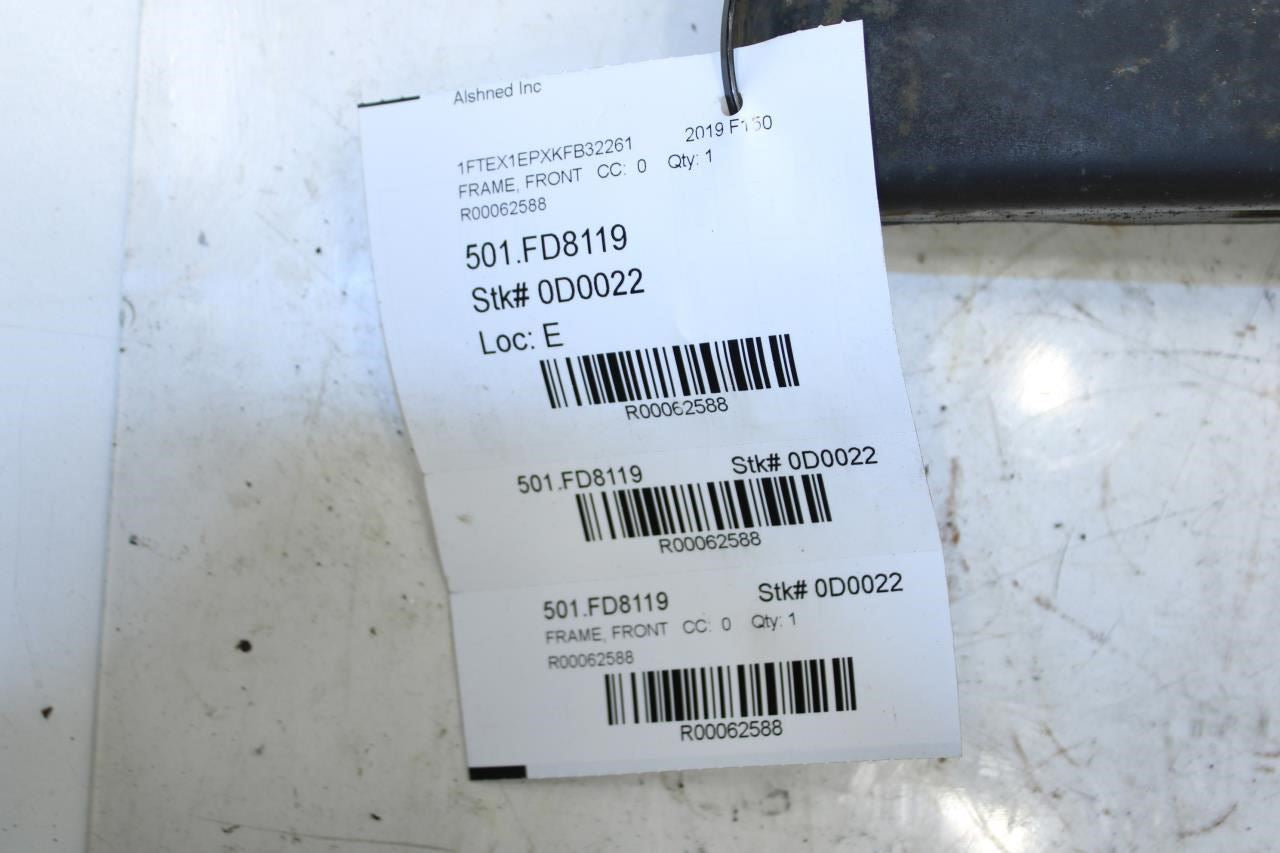 Alshned Inc
1FTEX1EPXKFB32261 2019 F150
FRAME, FRONT CC: 0 Qty: 1
R00062588
501.FD8119
Stk# 0D0022
Loc: E
R00062588
501.FD8119 Stk# 0D0022
R00062588
501.FD8119 Stk# 0D0022
FRAME, FRONT CC: 0 Qty: 1
R00062588
R00062588